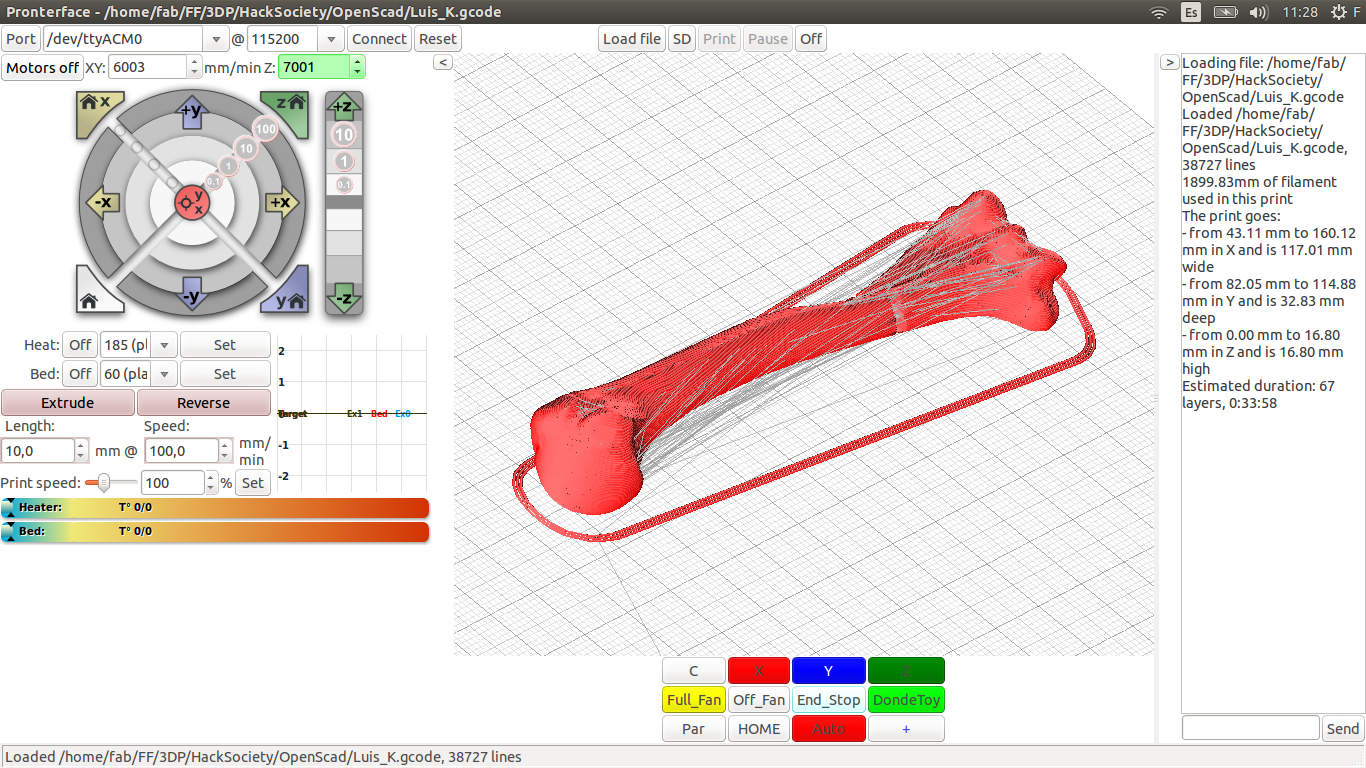 Pronterface - /home/fab/FF/3DP/HackSociety/OpenScad/Luis_K.gcode
Es
11:28
F
Port
/dev/ttyACM0
@
115200
Connect
Reset
Load file
SD
Print
Pause
Off
Motors off
XY:
6003
mm/min
Z:
7001
<
>
x
+y
z
+z
100
10
1
0.1
10
1
0.1
-x
y
x
+x
-y
y
-z
Heat:
Off
185 (pl
Set
Bed:
Off
60 (pla
Set
Extrude
Reverse
Length:
Speed:
10,0
mm @
100,0
mm/
min
Print speed:
100
%
Set
2
1
Target
Ex1
Bed
Ex0
-1
-2
Heater:
T° 0/0
Bed:
T° 0/0
Loading file: /home/fab/
FF/3DP/HackSociety/
OpenScad/Luis_K.gcode
Loaded /home/fab/
FF/3DP/HackSociety/
OpenScad/Luis_K.gcode,
38727 lines
1899.83mm of filament
used in this print
The print goes:
- from 43.11 mm to 160.12
mm in X and is 117.01 mm
wide
- from 82.05 mm to 114.88
mm in Y and is 32.83 mm
deep
- from 0.00 mm to 16.80
mm in Z and is 16.80 mm
high
Estimated duration: 67
layers, 0:33:58
C
X
Y
Z
Full_Fan
Off_Fan
End_Stop
DondeToy
Par
HOME
Auto
+
Send
Loaded /home/fab/FF/3DP/HackSociety/OpenScad/Luis_K.gcode, 38727 lines